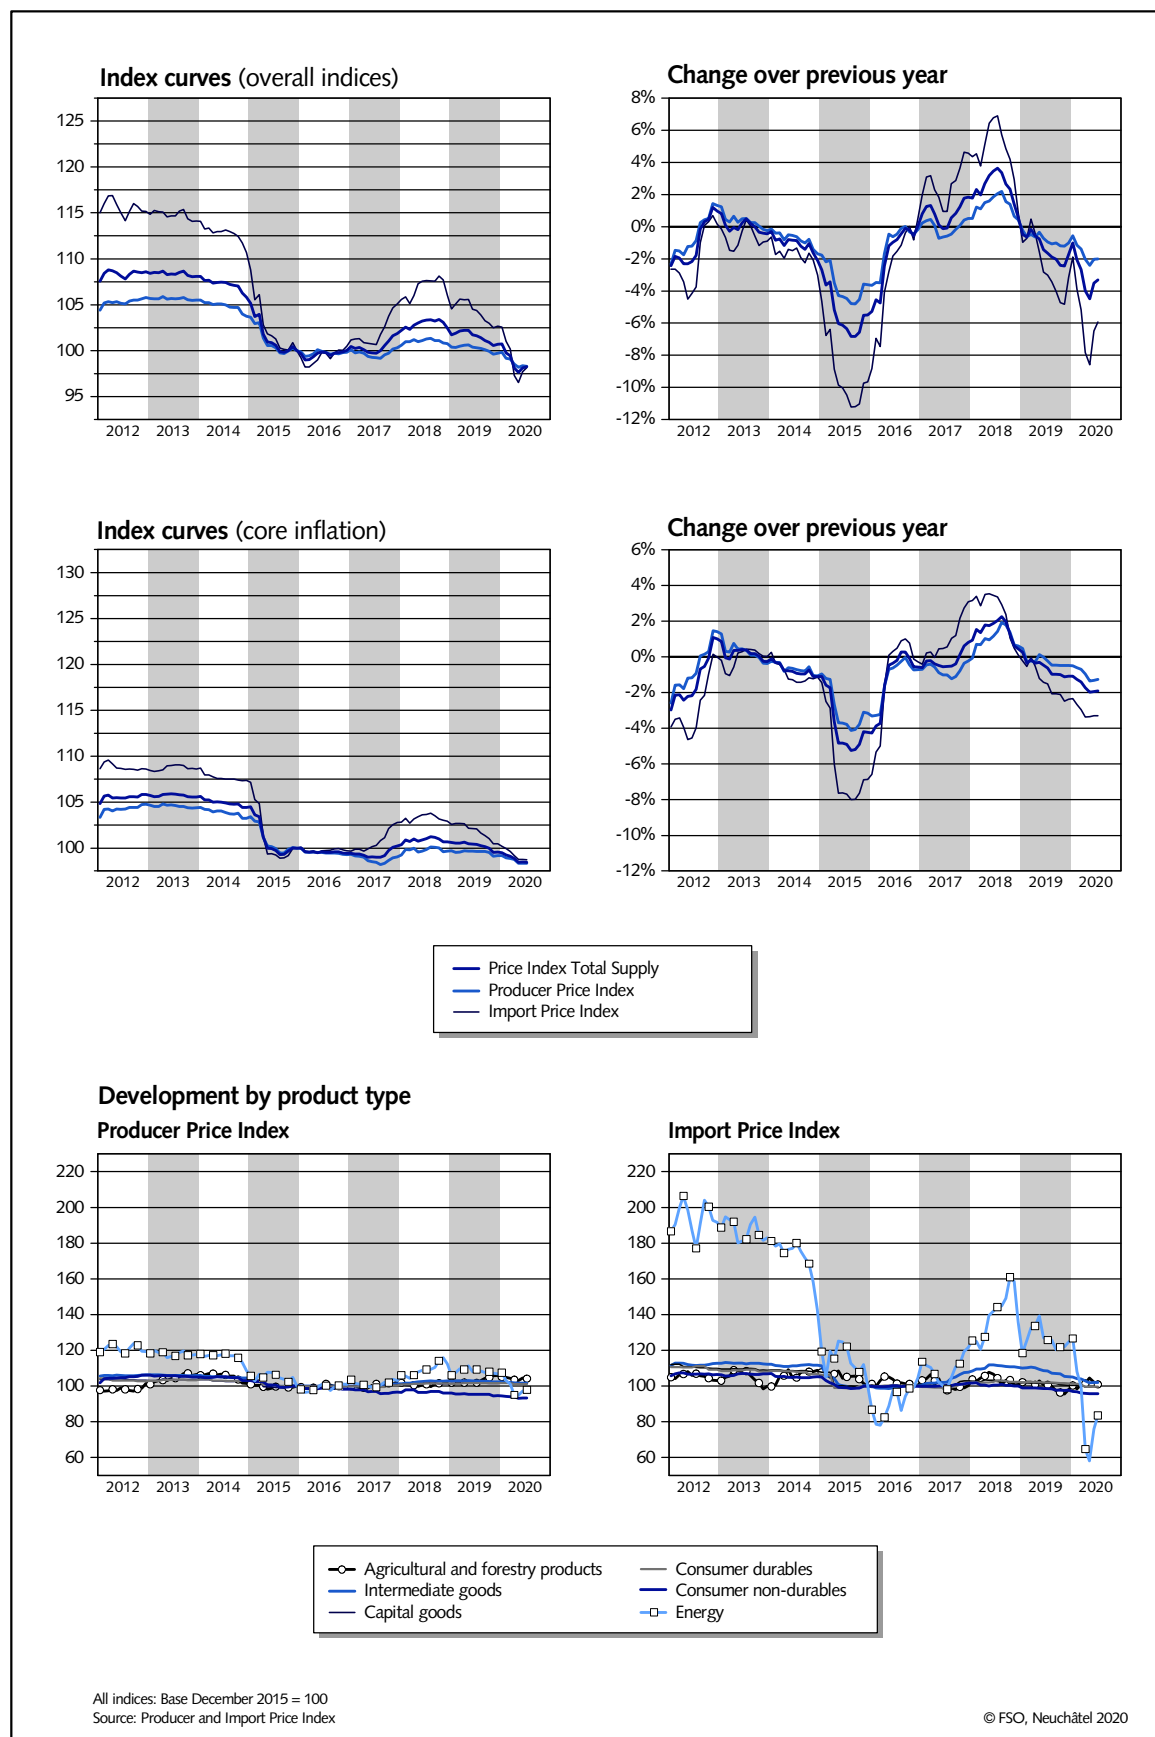 Index curves (overall indices)
125
120
115
110
105
100
95
2012 2013 2014 2015 2016 2017 2018 2019 2020
Change over previous year
8%
6%
4%
2%
0%
-2%
-4%
-6%
-8%
-10%
-12%
2012 2013 2014 2015 2016 2017 2018 2019 2020
Index curves (core inflation)
130
125
120
115
110
105
100
2012 2013 2014 2015 2016 2017 2018 2019 2020
Change over previous year
6%
4%
2%
0%
-2%
-4%
-6%
-8%
-10%
-12%
2012 2013 2014 2015 2016 2017 2018 2019 2020
Price Index Total Supply
Producer Price Index
Import Price Index
Development by product type
Producer Price Index
220
200
180
160
140
120
100
80
60
2012 2013 2014 2015 2016 2017 2018 2019 2020
Import Price Index
220
200
180
160
140
120
100
80
60
2012 2013 2014 2015 2016 2017 2018 2019 2020
Agricultural and forestry products
Intermediate goods
Capital goods
Consumer durables
Consumer non-durables
Energy
All indices: Base December 2015 = 100
Source: Producer and Import Price Index
© FSO, Neuchâtel 2020